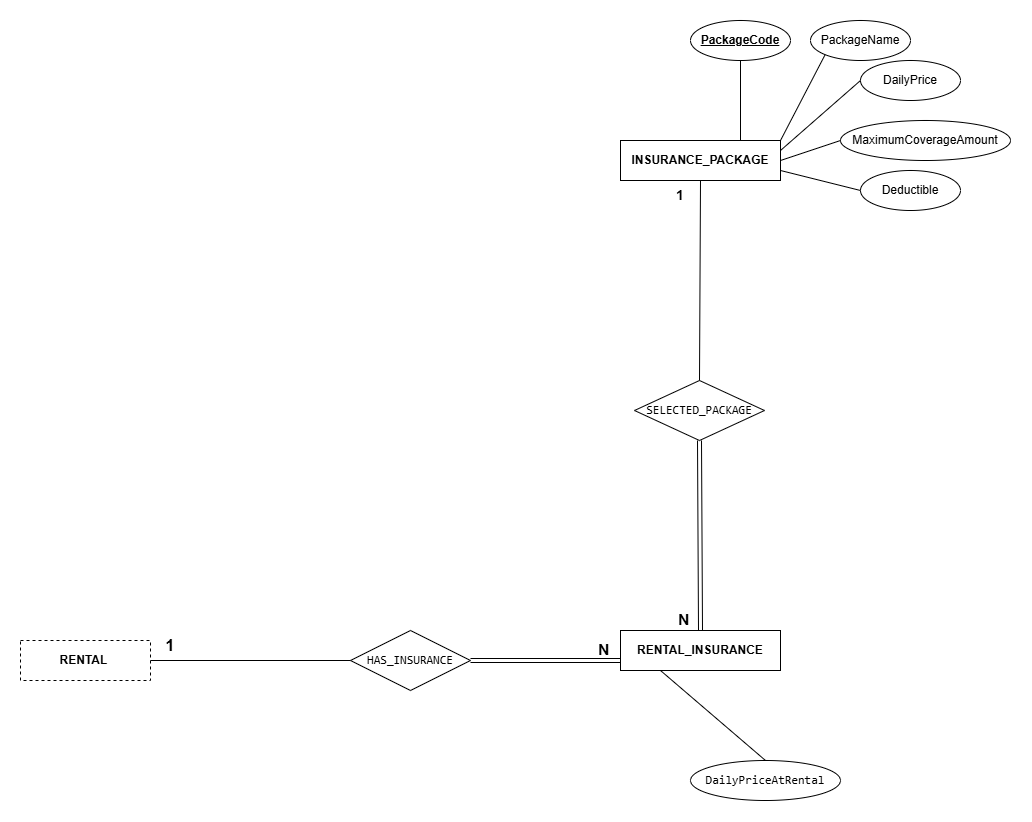 PackageCode
PackageName
DailyPrice
MaximumCoverageAmount
INSURANCE_PACKAGE
Deductible
1
SELECTED_PACKAGE
N
1
N
RENTAL_INSURANCE
RENTAL
HAS_INSURANCE
DailyPriceAtRental